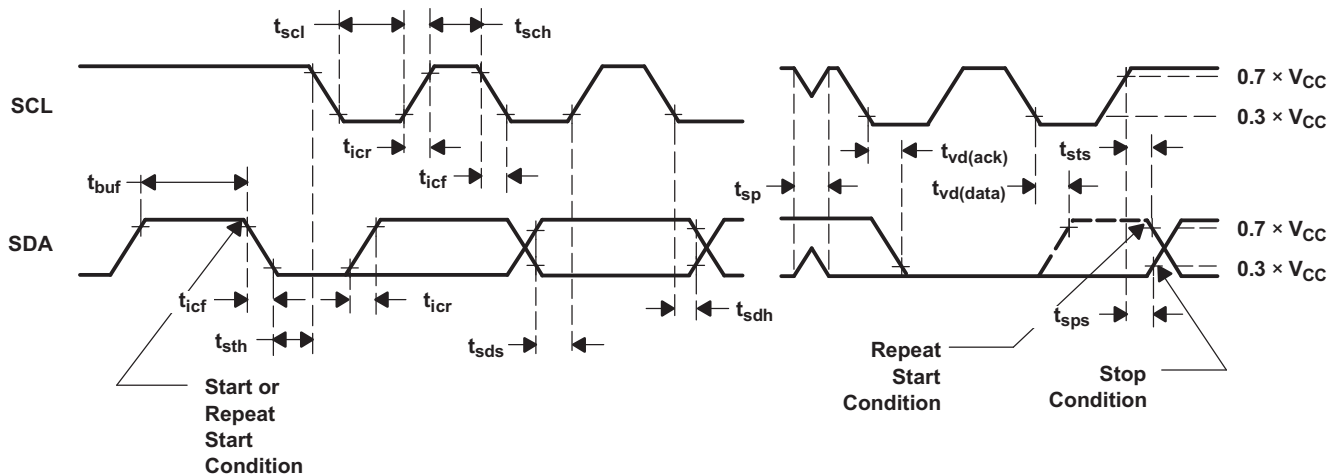 tscl
tsch
SCL
0.7 × VCC
0.3 × VCC
ticr
ticf
tvd(ack)
tsts
tbuf
tsp
tvd(data)
SDA
0.7 × VCC
0.3 × VCC
ticf
ticr
tsdh
tsth
tsds
tsps
Start or
Repeat
Start
Condition
Repeat
Start
Condition
Stop
Condition